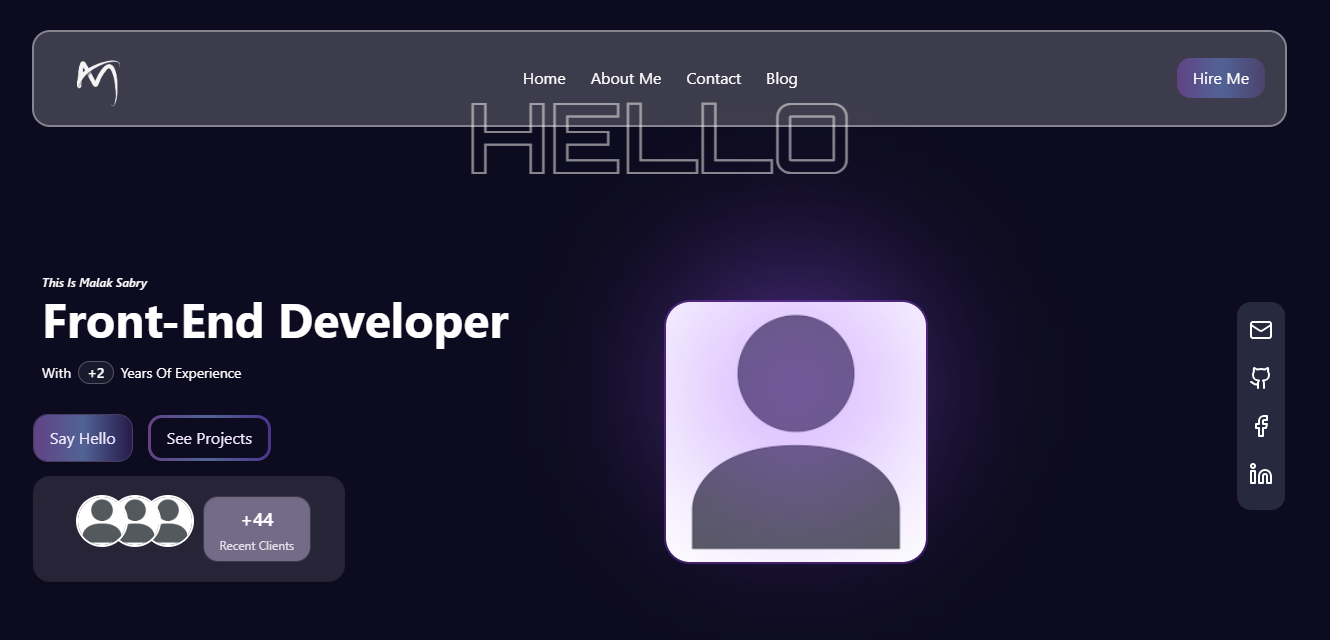 Home About Me Contact Blog Hire Me
HELLO
This Is Malak Sabry
Front-End Developer
With +2 Years Of Experience
Say Hello See Projects
+44
Recent Clients